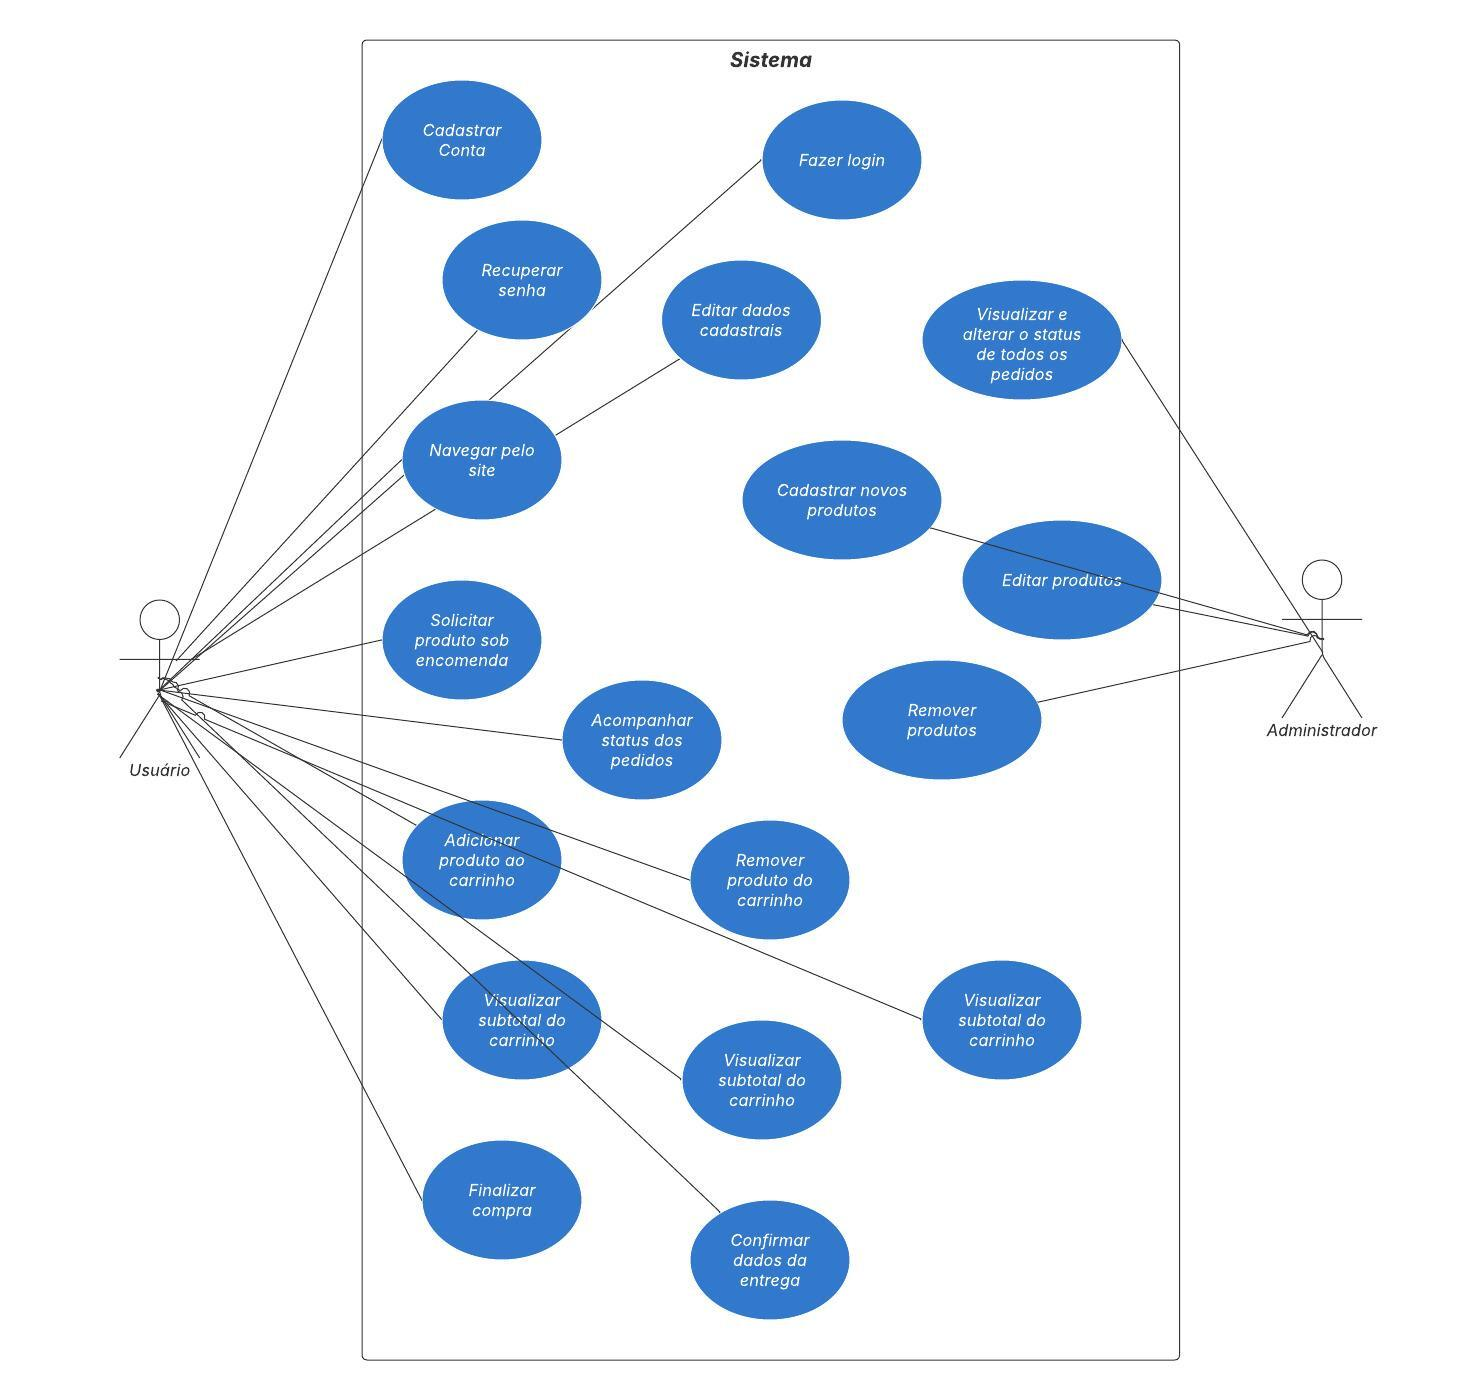 Sistema
Cadastrar
Conta
Fazer login
Recuperar
senha
Editar dados
cadastrais
Visualizar e
alterar o status
de todos os
pedidos
Navegar pelo
site
Cadastrar novos
produtos
Editar produtos
Solicitar
produto sob
encomenda
Remover
produtos
Administrador
Acompanhar
status dos
pedidos
Usuário
Adicionar
produto ao
carrinho
Remover
produto do
carrinho
Visualizar
subtotal do
carrinho
Visualizar
subtotal do
carrinho
Visualizar
subtotal do
carrinho
Finalizar
compra
Confirmar
dados da
entrega